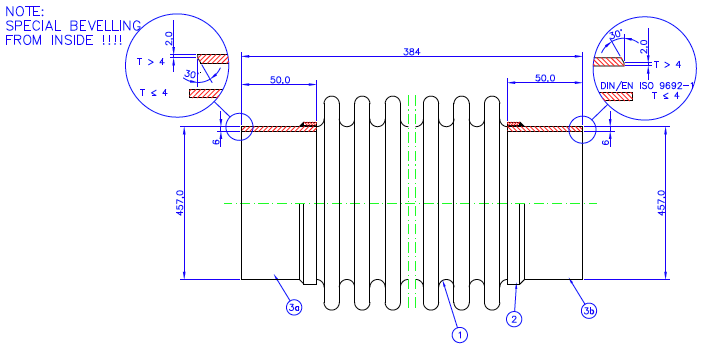 NOTE:
SPECIAL BEVELLING
FROM INSIDE !!!!
2,0
T > 4
30°
T ≤ 4
384
50,0
50,0
30°
2,0
T > 4
DIN/EN ISO 9692-1
T ≤ 4
6
6
457,0
457,0
3a
1
2
3b